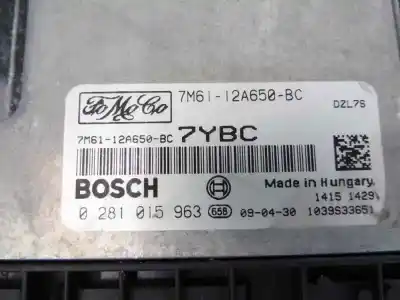 FoMoCo 7M61-12A650-BC DZL7S
7M61-12A650-BC 7YBC
BOSCH Made in Hungary
1415 1429
0 281 015 963 65B 09-04-30 1039S33651